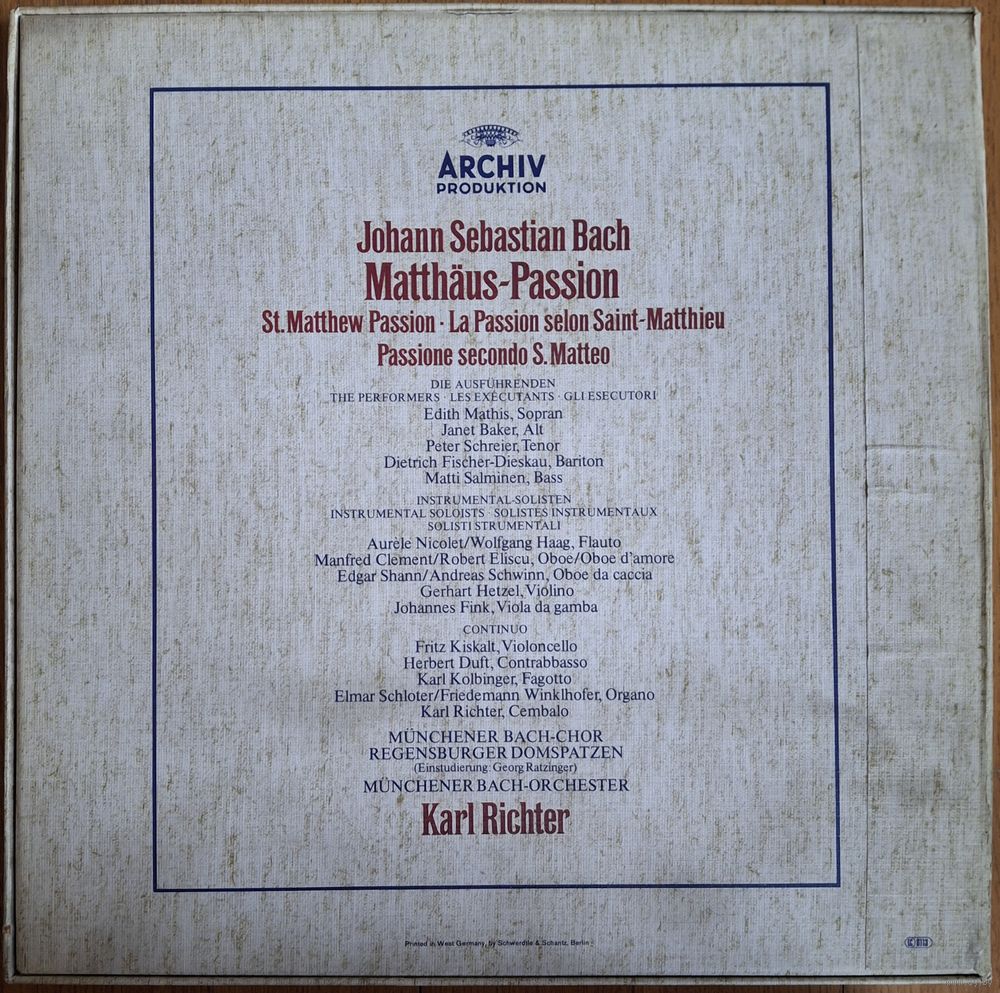 ARCHIV
PRODUKTION
Johann Sebastian Bach
Matthäus-Passion
St. Matthew Passion · La Passion selon Saint-Matthieu
Passione secondo S. Matteo
DIE AUSFÜHRENDEN
THE PERFORMERS · LES EXÉCUTANTS · GLI ESECUTORI
Edith Mathis, Sopran
Janet Baker, Alt
Peter Schreier, Tenor
Dietrich Fischer-Dieskau, Bariton
Matti Salminen, Bass
INSTRUMENTAL-SOLISTEN
INSTRUMENTAL SOLOISTS · SOLISTES INSTRUMENTAUX
SOLISTI STRUMENTALI
Aurèle Nicolet/Wolfgang Haag, Flauto
Manfred Clement/Robert Eliscu, Oboe/Oboe d'amore
Edgar Shann/Andreas Schwinn, Oboe da caccia
Gerhart Hetzel, Violino
Johannes Fink, Viola da gamba
CONTINUO
Fritz Kiskalt, Violoncello
Herbert Duft, Contrabbasso
Karl Kolbinger, Fagotto
Elmar Schloter/Friedemann Winklhofer, Organo
Karl Richter, Cembalo
MÜNCHENER BACH-CHOR
REGENSBURGER DOMSPATZEN
(Einstudierung: Georg Ratzinger)
MÜNCHENER BACH-ORCHESTER
Karl Richter
Printed in West Germany, by Schwerdtle & Schantz, Berlin